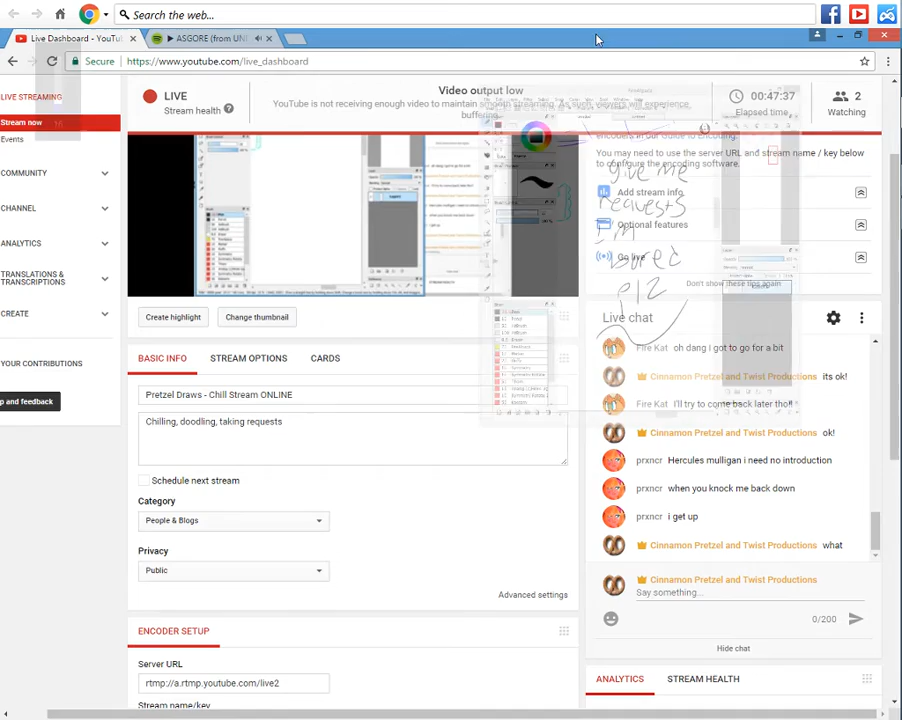 Search the web...
Live Dashboard - YouTu
ASGORE (from UN
Secure
https://www.youtube.com/live_dashboard
LIVE STREAMING
Stream now
Events
COMMUNITY
CHANNEL
ANALYTICS
TRANSLATIONS &
TRANSCRIPTIONS
CREATE
YOUR CONTRIBUTIONS
p and feedback
LIVE
Stream health
Video output low
YouTube is not receiving enough video to maintain smooth streaming. As such, viewers will experience
buffering.
00:47:37
Elapsed time
2
Watching
Create highlight
Change thumbnail
BASIC INFO
STREAM OPTIONS
CARDS
Pretzel Draws - Chill Stream ONLINE
Chilling, doodling, taking requests
Schedule next stream
Category
People & Blogs
Privacy
Public
Advanced settings
ENCODER SETUP
Server URL
rtmp://a.rtmp.youtube.com/live2
Stream name/key
encoders in our Guide to Encoding.
You may need to use the server URL and stream name / key below
to configure the encoding software.
Add stream info
Optional features
Go live
Don't show these tips again
give me
requests
I'm
bored
plz
Live chat
Fire Kat oh dang i got to go for a bit
Cinnamon Pretzel and Twist Productions its ok!
Fire Kat I'll try to come back later tho!!
Cinnamon Pretzel and Twist Productions ok!
prxncr Hercules mulligan i need no introduction
prxncr when you knock me back down
prxncr i get up
Cinnamon Pretzel and Twist Productions what
Cinnamon Pretzel and Twist Productions
Say something...
0/200
Hide chat
ANALYTICS
STREAM HEALTH